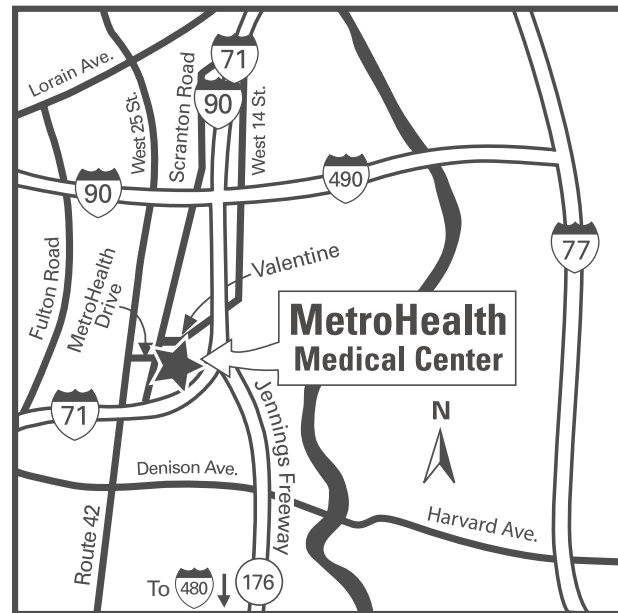 71
Lorain Ave.
West 25 St.
Scranton Road
90
West 14 St.
90
490
77
Fulton Road
MetroHealth
Drive
Valentine
MetroHealth
Medical Center
71
N
Jennings Freeway
Denison Ave.
Harvard Ave.
Route 42
To 480
176